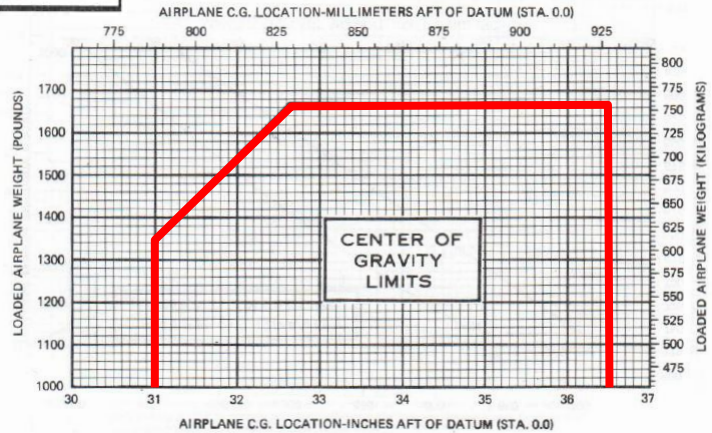 AIRPLANE C.G. LOCATION-MILLIMETERS AFT OF DATUM (STA. 0.0)
775 800 825 850 875 900 925
LOADED AIRPLANE WEIGHT (POUNDS)
1700
1600
1500
1400
1300
1200
1100
1000
CENTER OF
GRAVITY
LIMITS
800
775
750
725
700
675
650
625
600
575
550
525
500
475
LOADED AIRPLANE WEIGHT (KILOGRAMS)
30 31 32 33 34 35 36 37
AIRPLANE C.G. LOCATION-INCHES AFT OF DATUM (STA. 0.0)